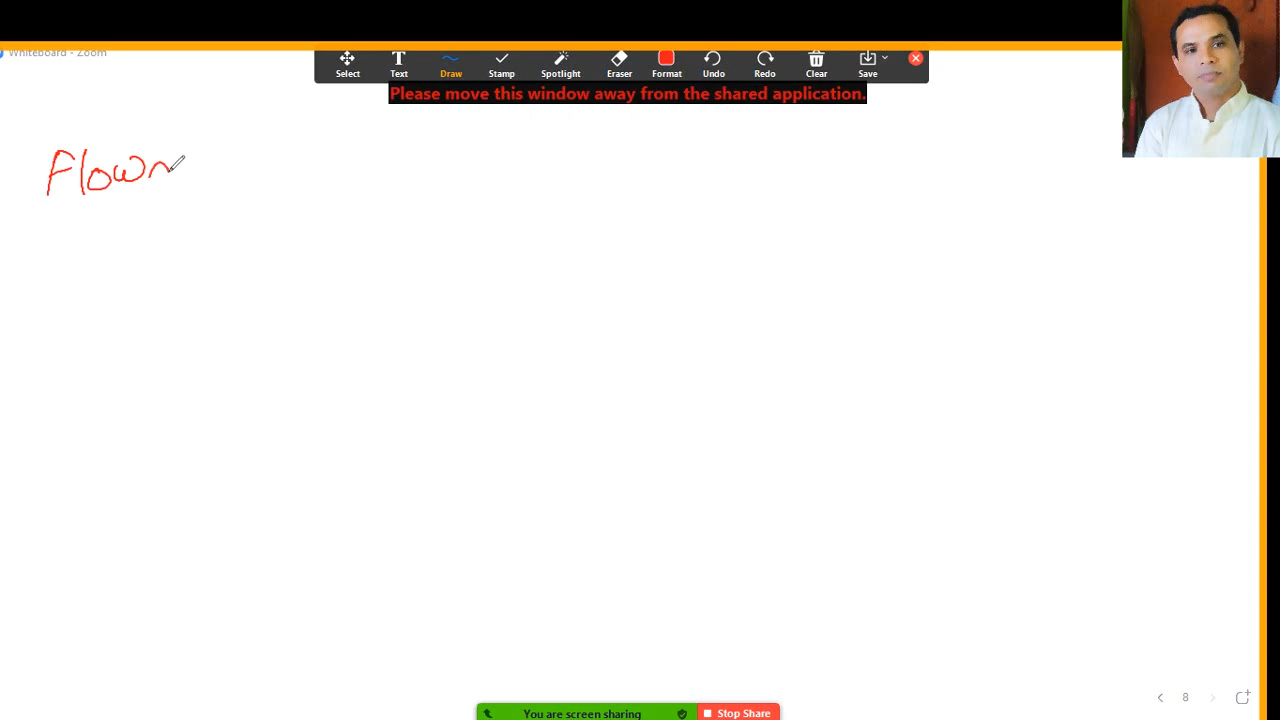 Whiteboard - Zoom
Select Text Draw Stamp Spotlight Eraser Format Undo Redo Clear Save
Please move this window away from the shared application.
Flown
8
You are screen sharing Stop Share